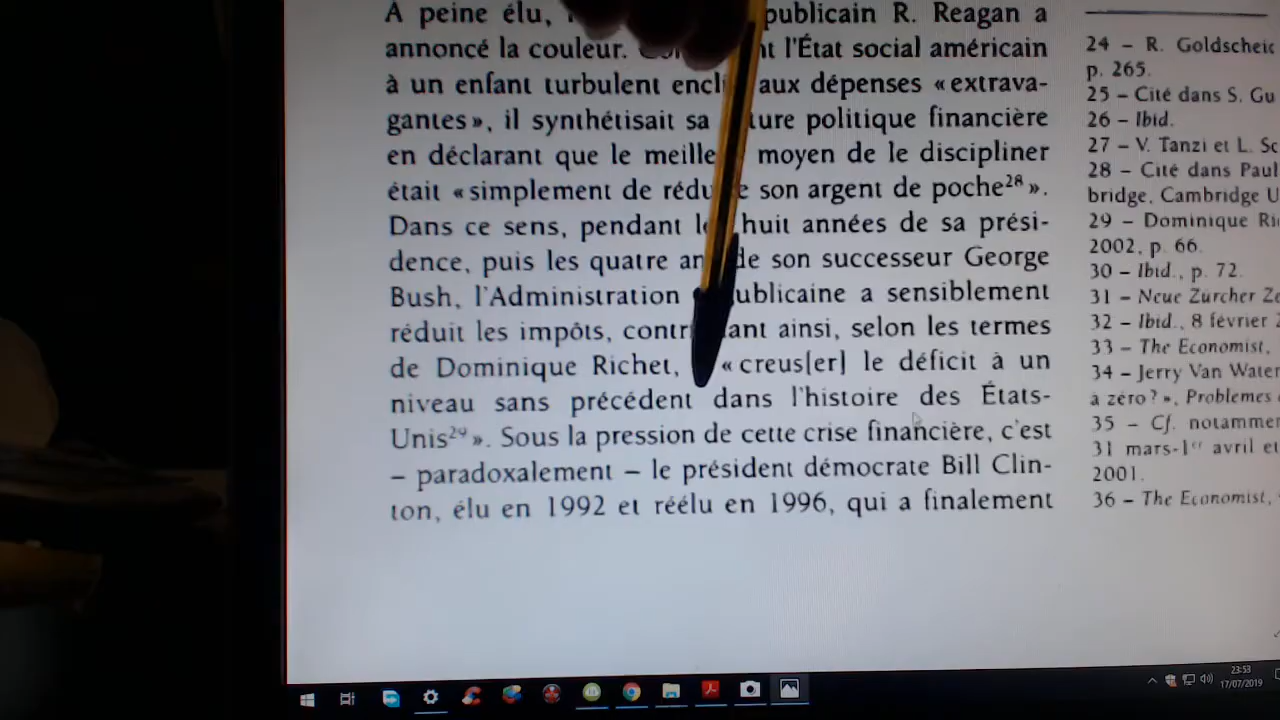 A peine élu, publicain R. Reagan a
annoncé la couleur. l'État social américain
à un enfant turbulent aux dépenses « extrava-
gantes », il synthétisait sa politique financière
en déclarant que le moyen de le discipliner
était « simplement de son argent de poche28 ».
Dans ce sens, pendant huit années de sa prési-
dence, puis les quatre de son successeur George
Bush, l'Administration a sensiblement
réduit les impôts, ainsi, selon les termes
de Dominique Richet, « creus[er] le déficit à un
niveau sans précédent dans l'histoire des États-
Unis29 ». Sous la pression de cette crise financière, c'est
– paradoxalement – le président démocrate Bill Clin-
ton, élu en 1992 et réélu en 1996, qui a finalement
24 – R. Goldscheid
p. 265.
25 – Cité dans S. Gu
26 – Ibid.
27 – V. Tanzi et L. Sc
28 – Cité dans Paul
bridge, Cambridge U
29 – Dominique Ri
2002, p. 66.
30 – Ibid., p. 72.
31 – Neue Zürcher Ze
32 – Ibid., 8 février
33 – The Economist,
34 – Jerry Van Water
à zéro ? », Problèmes
35 – Cf. notammen
31 mars-1er avril et
2001.
36 – The Economist,
23:53
17/07/2019